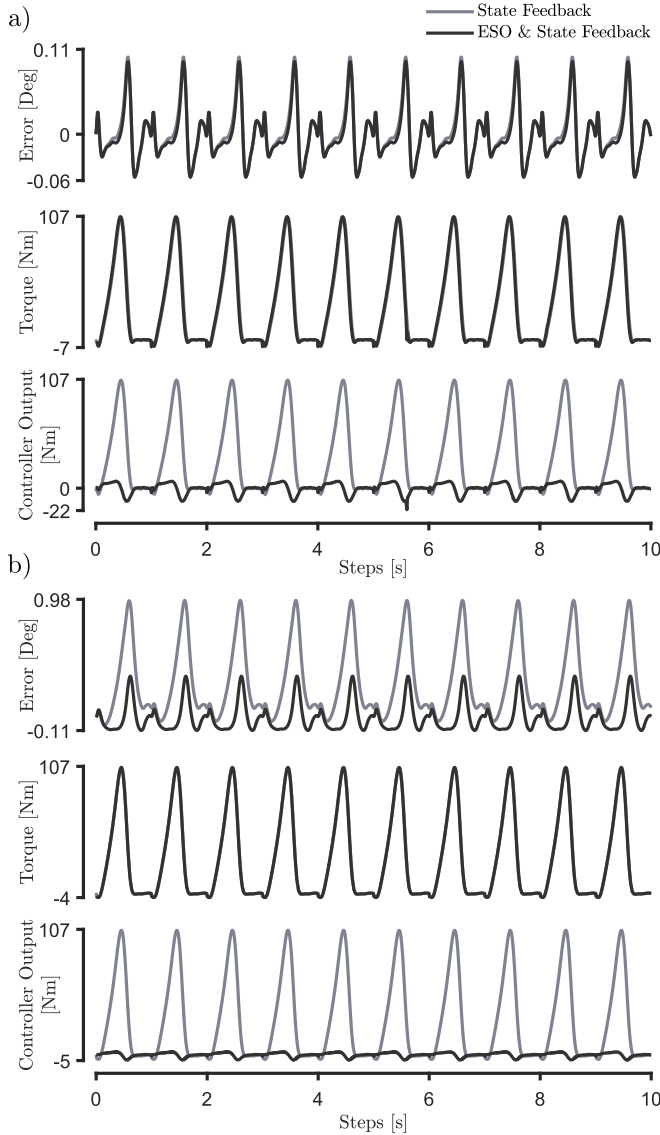 a)
State Feedback
ESO & State Feedback
0.11
0
-0.06
Error [Deg]
107
-7
Torque [Nm]
107
0
-22
Controller Output
[Nm]
0 2 4 6 8 10
Steps [s]
b)
0.98
-0.11
Error [Deg]
107
-4
Torque [Nm]
107
-5
Controller Output
[Nm]
0 2 4 6 8 10
Steps [s]